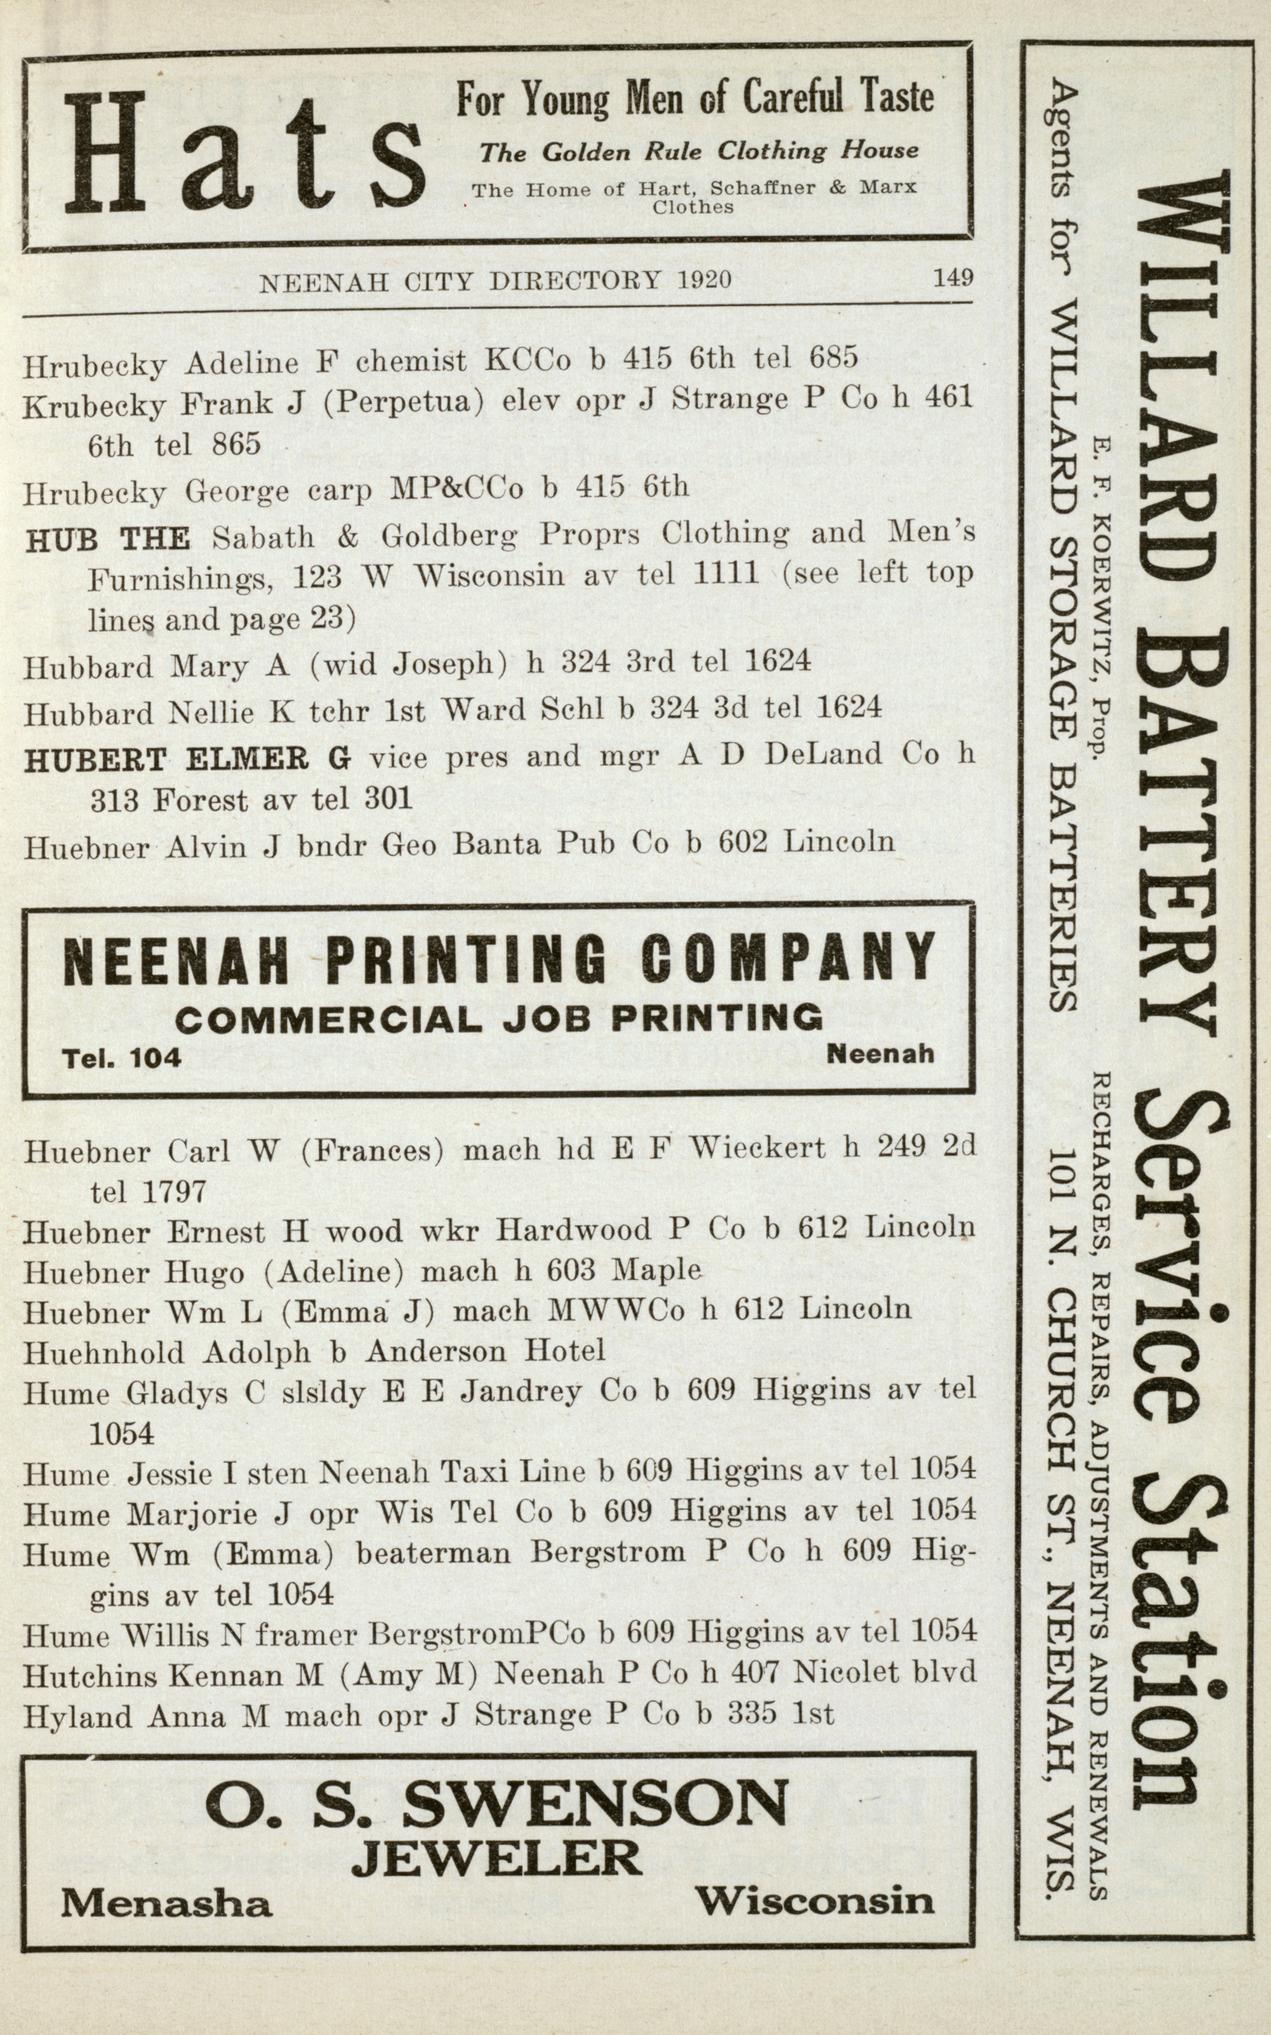 Hats
For Young Men of Careful Taste
The Golden Rule Clothing House
The Home of Hart, Schaffner & Marx
Clothes
NEENAH CITY DIRECTORY 1920 149
Hrubecky Adeline F chemist KCCo b 415 6th tel 685
Krubecky Frank J (Perpetua) elev opr J Strange P Co h 461
6th tel 865
Hrubecky George carp MP&CCo b 415 6th
HUB THE Sabath & Goldberg Proprs Clothing and Men's
Furnishings, 123 W Wisconsin av tel 1111 (see left top
lines and page 23)
Hubbard Mary A (wid Joseph) h 324 3rd tel 1624
Hubbard Nellie K tchr 1st Ward Schl b 324 3d tel 1624
HUBERT ELMER G vice pres and mgr A D DeLand Co h
313 Forest av tel 301
Huebner Alvin J bndr Geo Banta Pub Co b 602 Lincoln
NEENAH PRINTING COMPANY
COMMERCIAL JOB PRINTING
Tel. 104 Neenah
Huebner Carl W (Frances) mach hd E F Wieckert h 249 2d
tel 1797
Huebner Ernest H wood wkr Hardwood P Co b 612 Lincoln
Huebner Hugo (Adeline) mach h 603 Maple
Huebner Wm L (Emma J) mach MWWCo h 612 Lincoln
Huehnhold Adolph b Anderson Hotel
Hume Gladys C slsldy E E Jandrey Co b 609 Higgins av tel
1054
Hume Jessie I sten Neenah Taxi Line b 609 Higgins av tel 1054
Hume Marjorie J opr Wis Tel Co b 609 Higgins av tel 1054
Hume Wm (Emma) beaterman Bergstrom P Co h 609 Hig-
gins av tel 1054
Hume Willis N framer BergstromPCo b 609 Higgins av tel 1054
Hutchins Kennan M (Amy M) Neenah P Co h 407 Nicolet blvd
Hyland Anna M mach opr J Strange P Co b 335 1st
O. S. SWENSON
JEWELER
Menasha Wisconsin
WILLARD BATTERY Service Station
E. F. KOERWITZ, Prop. RECHARGES, REPAIRS, ADJUSTMENTS AND RENEWALS
Agents for WILLARD STORAGE BATTERIES 101 N. CHURCH ST., NEENAH, WIS.